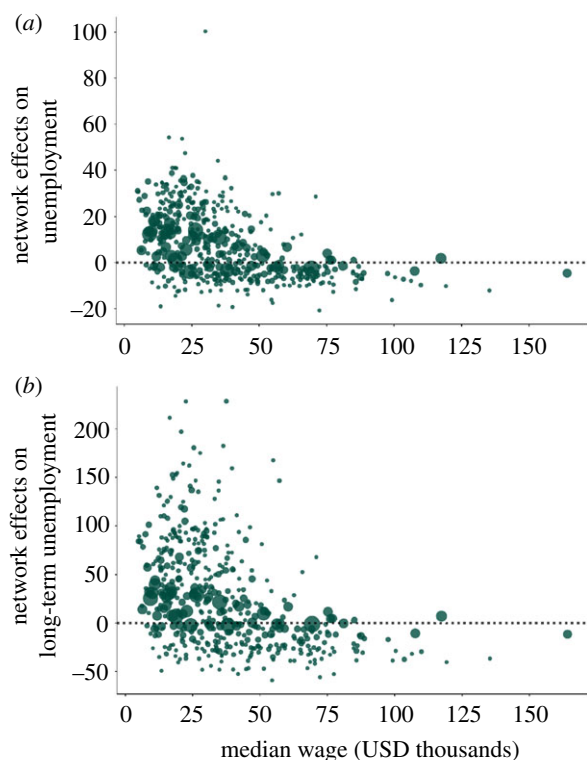 (a)
network effects on
unemployment
100
80
60
40
20
0
−20
0 25 50 75 100 125 150
(b)
network effects on
long-term unemployment
200
150
100
50
0
−50
0 25 50 75 100 125 150
median wage (USD thousands)